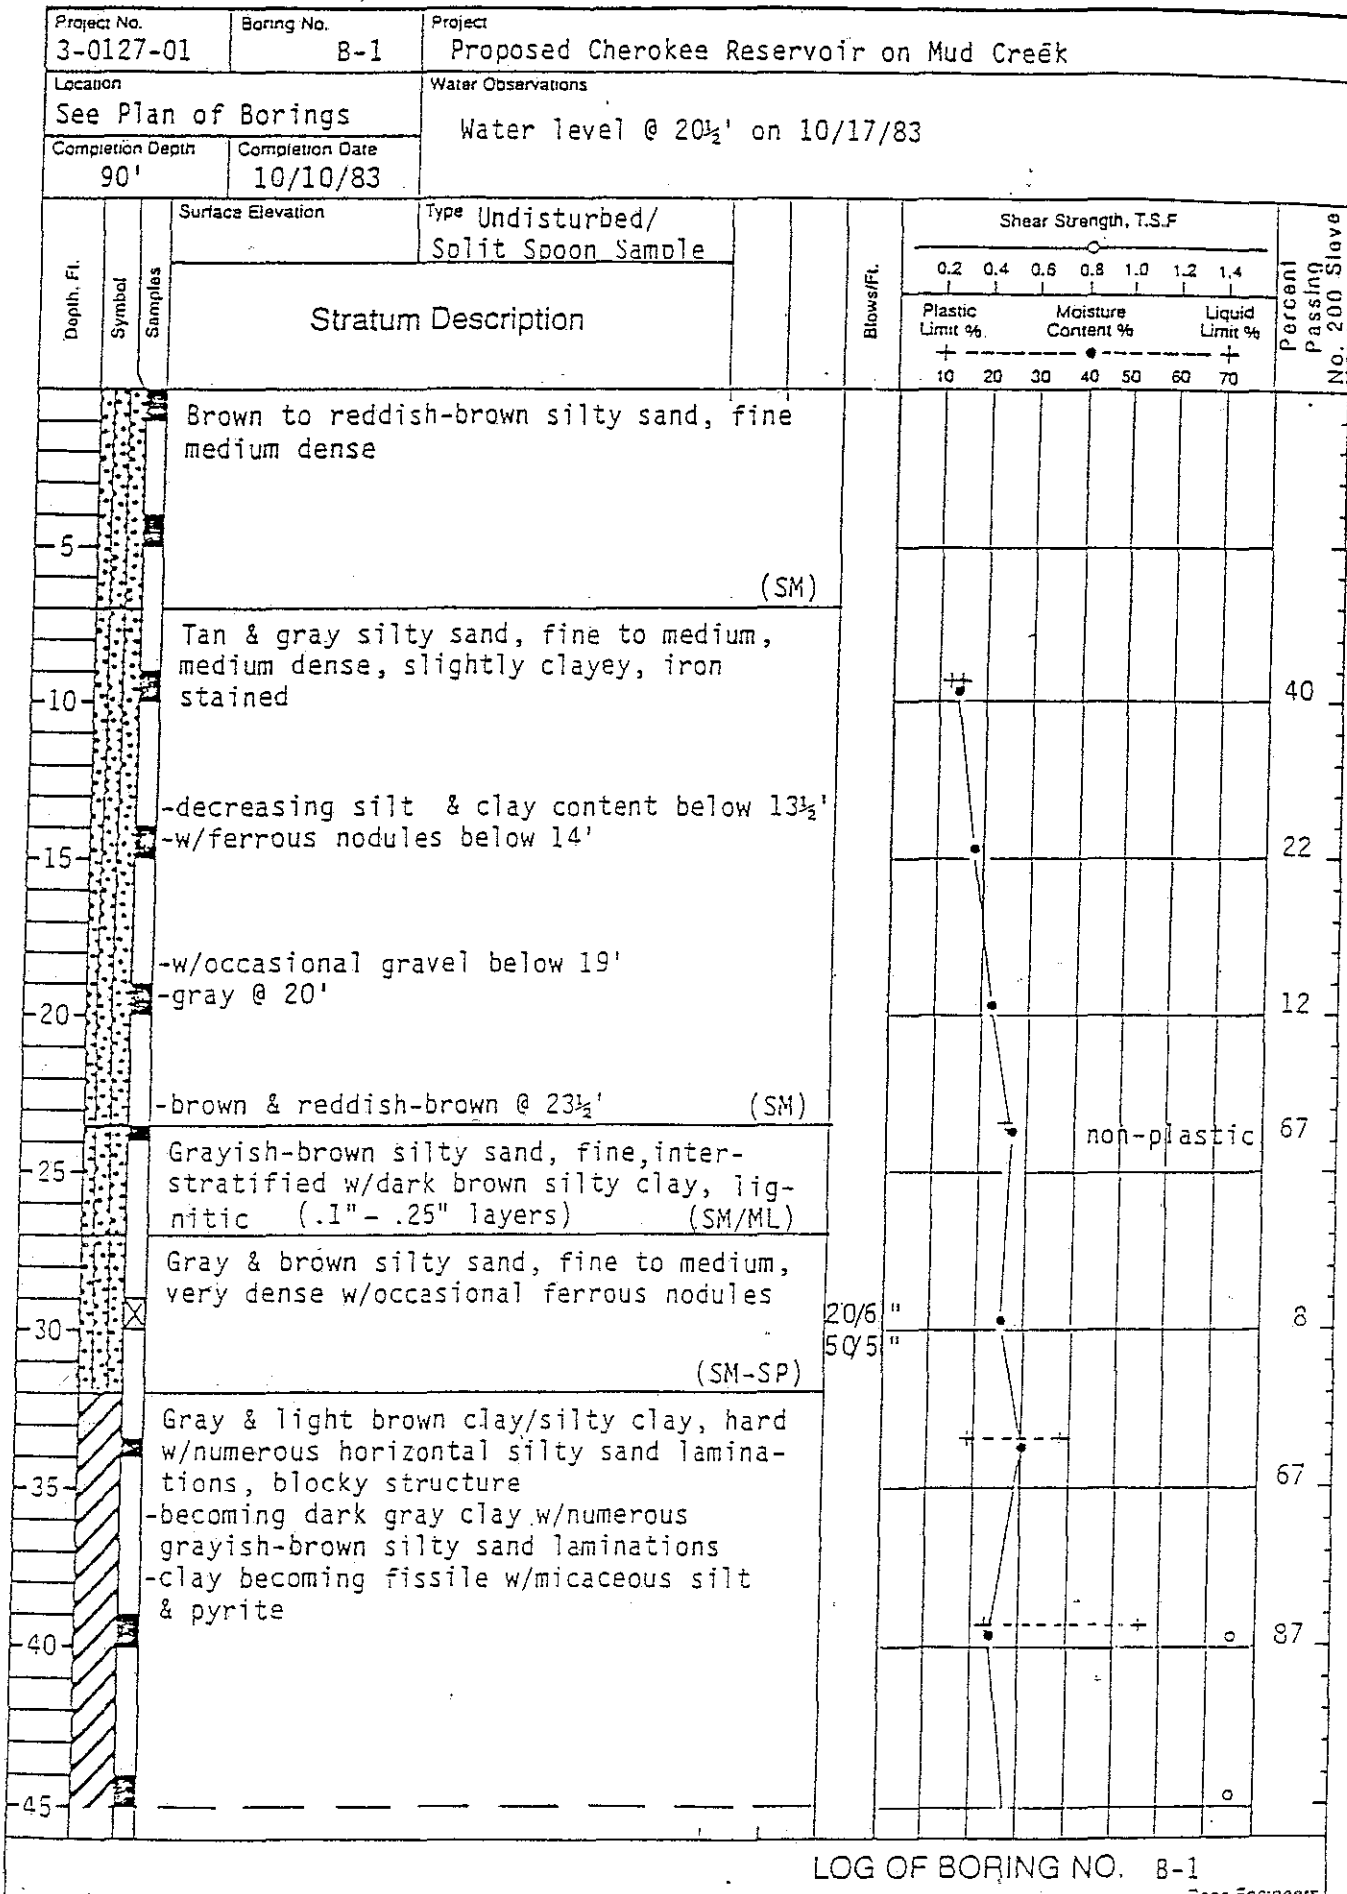 Project No.
3-0127-01
Boring No.
B-1
Project
Proposed Cherokee Reservoir on Mud Creek
Location
See Plan of Borings
Water Observations
Water level @ 20½' on 10/17/83
Completion Depth
90'
Completion Date
10/10/83
Depth, Ft.
Symbol
Samples
Surface Elevation
Type Undisturbed/
Split Spoon Sample
Stratum Description
Blows/Ft.
Shear Strength, T.S.F
0.2 0.4 0.6 0.8 1.0 1.2 1.4
Plastic Limit %
Moisture Content %
Liquid Limit %
10 20 30 40 50 60 70
Percent Passing No. 200 Sieve
Brown to reddish-brown silty sand, fine
medium dense
5
(SM)
Tan & gray silty sand, fine to medium,
medium dense, slightly clayey, iron
stained
10
40
-decreasing silt & clay content below 13½'
-w/ferrous nodules below 14'
15
22
-w/occasional gravel below 19'
-gray @ 20'
20
12
-brown & reddish-brown @ 23½' (SM)
non-plastic 67
Grayish-brown silty sand, fine,inter-
25
stratified w/dark brown silty clay, lig-
nitic (.1" - .25" layers) (SM/ML)
Gray & brown silty sand, fine to medium,
very dense w/occasional ferrous nodules
20/6 "
30
8
50/5 "
(SM-SP)
Gray & light brown clay/silty clay, hard
w/numerous horizontal silty sand lamina-
tions, blocky structure
35
67
-becoming dark gray clay w/numerous
grayish-brown silty sand laminations
-clay becoming fissile w/micaceous silt
& pyrite
40
87
45
LOG OF BORING NO. B-1